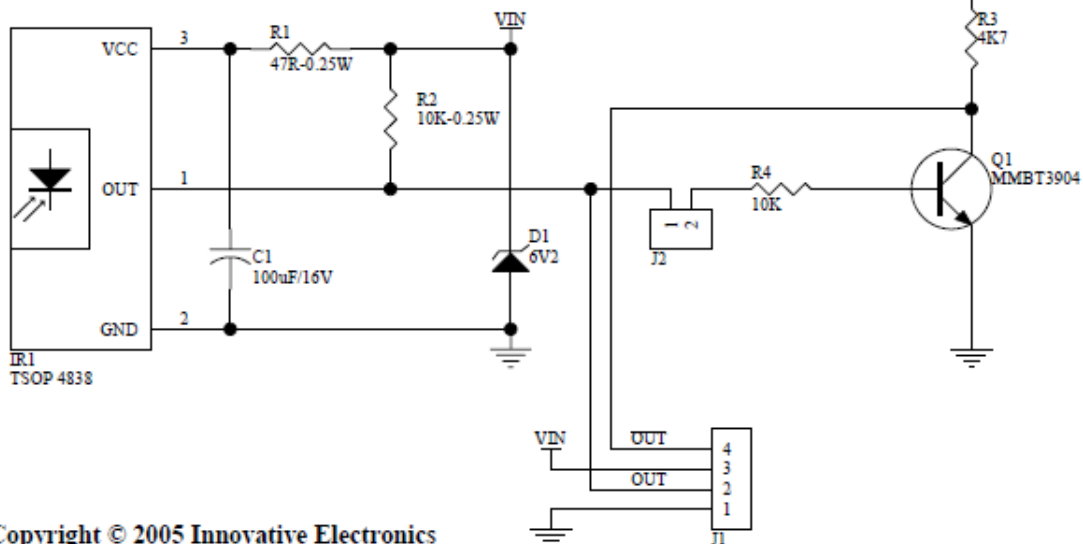 VIN
R3
4K7
VCC
3
R1
47R-0.25W
R2
10K-0.25W
OUT
1
R4
10K
Q1
MMBT3904
1
2
J2
D1
6V2
C1
100uF/16V
GND
2
IR1
TSOP 4838
VIN
OUT
4
3
OUT
2
1
J1
Copyright © 2005 Innovative Electronics